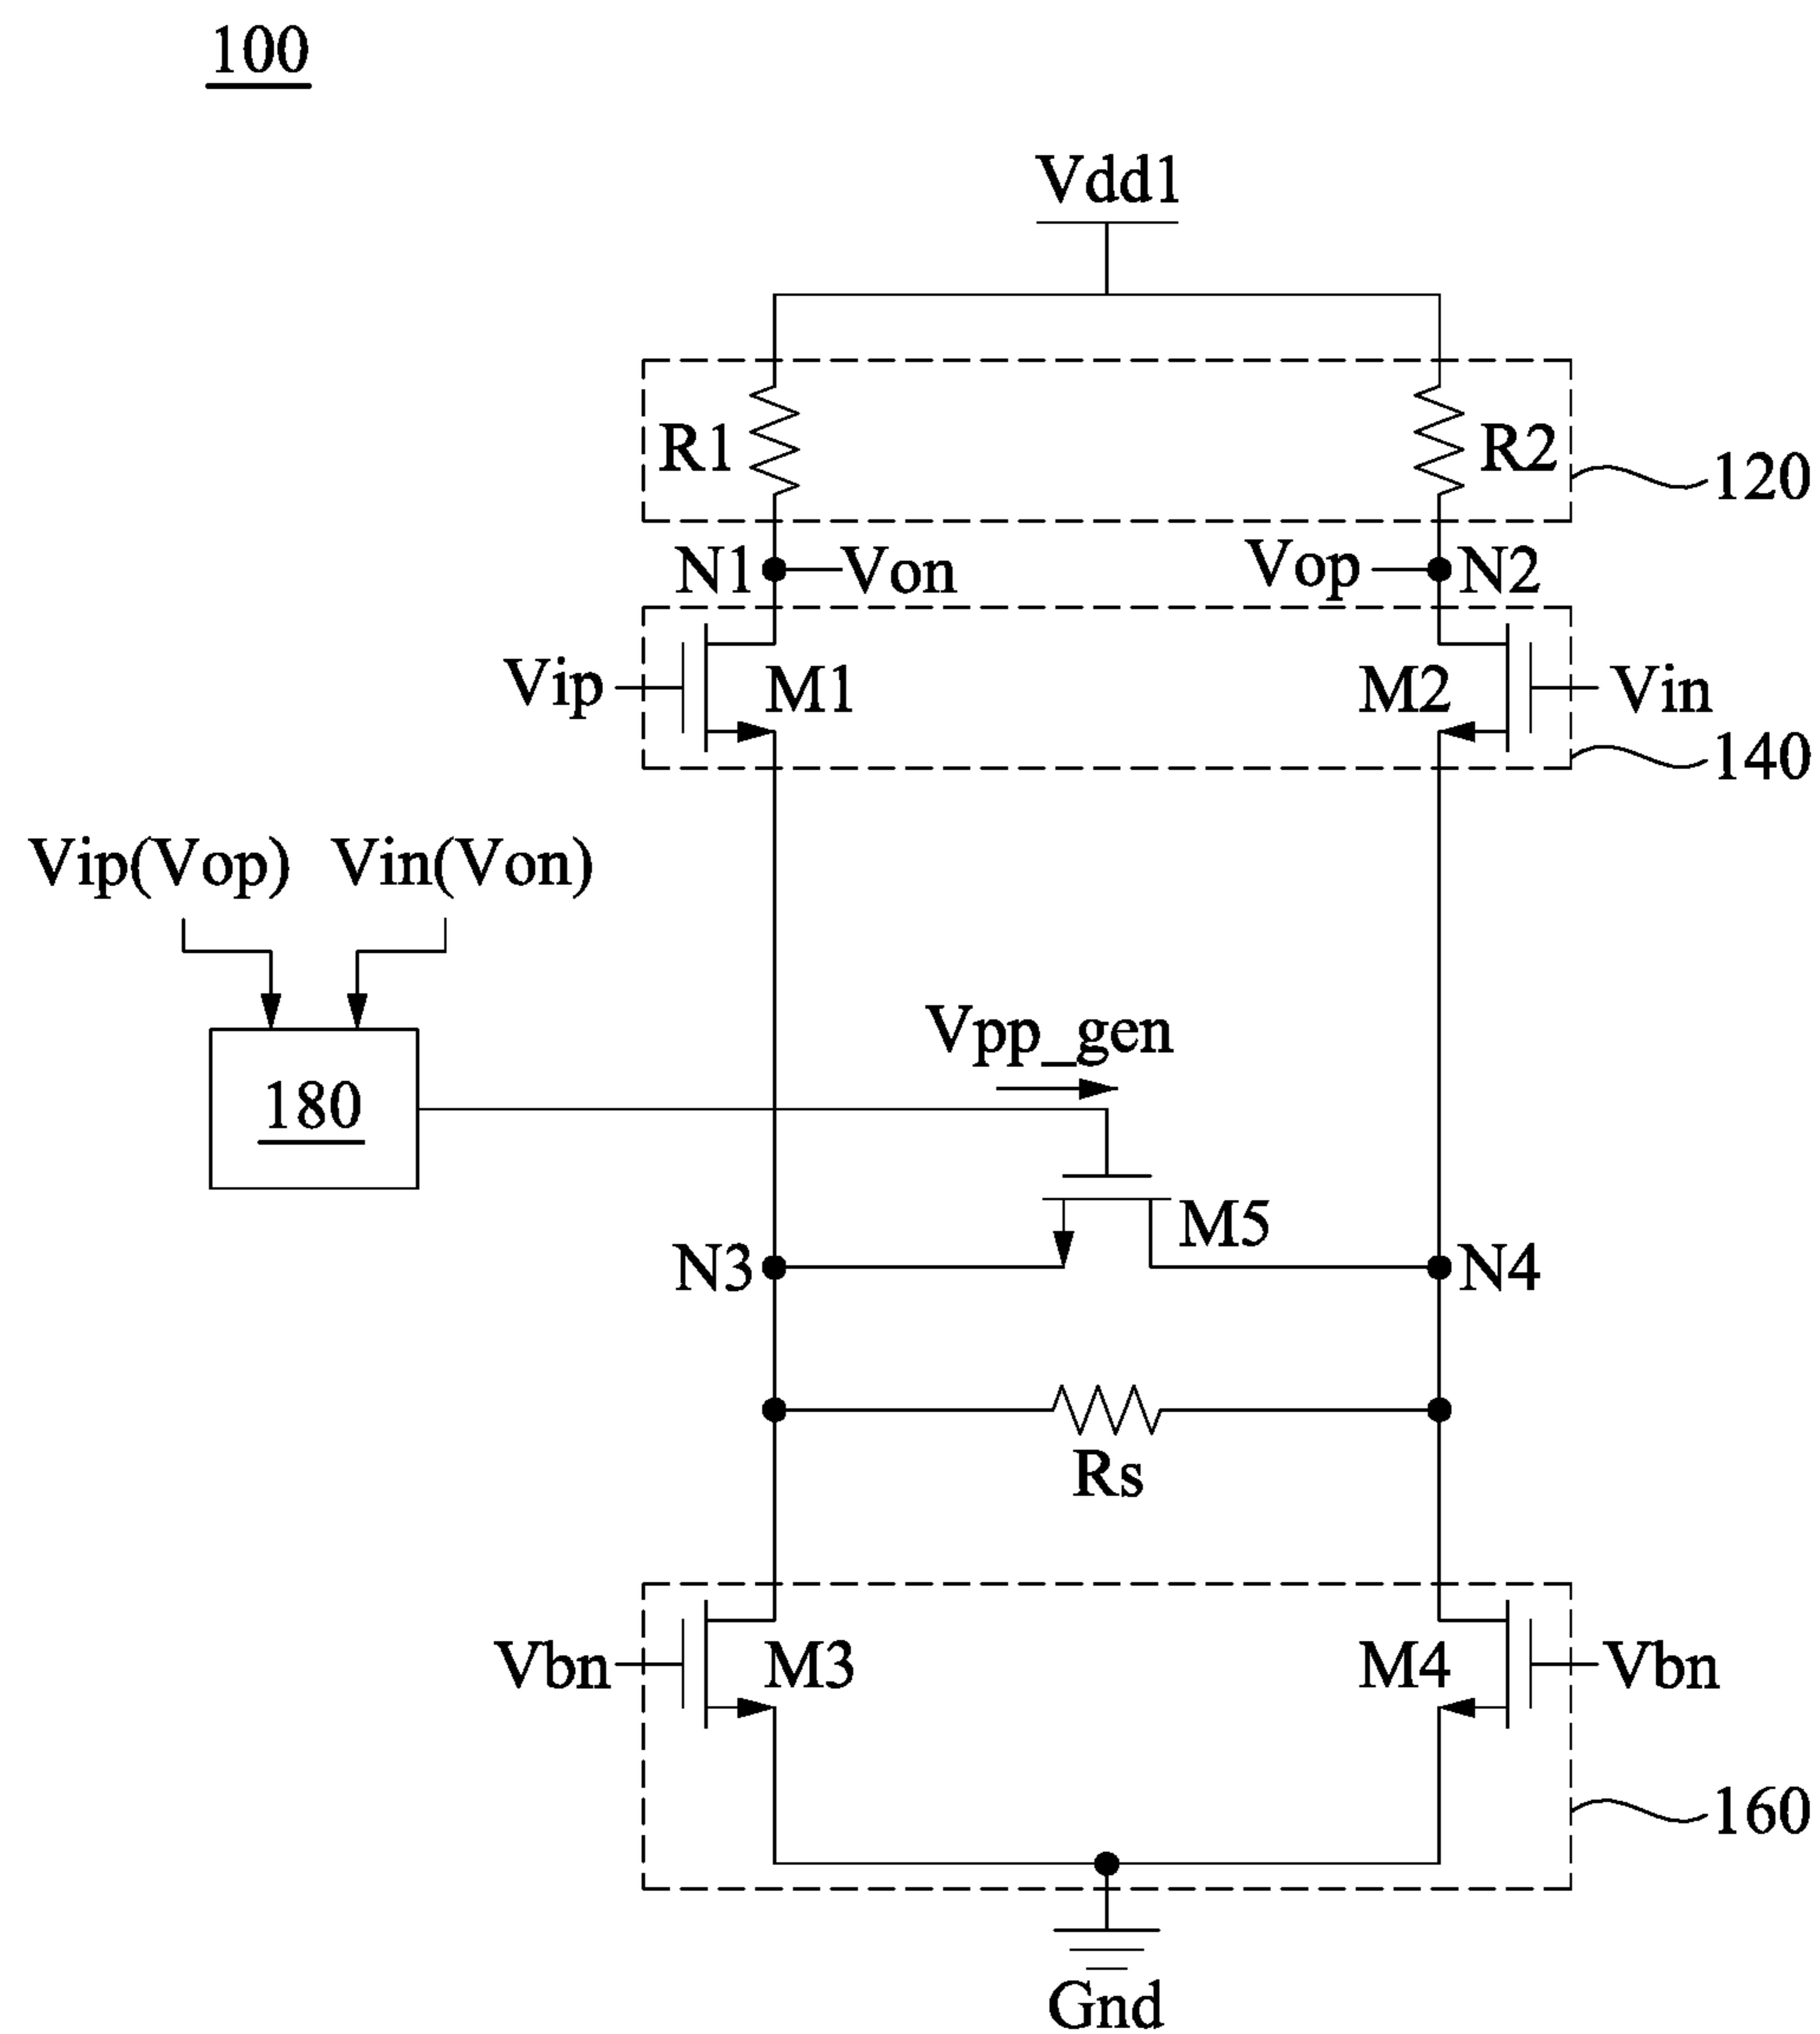 100
Vdd1
R1
R2
120
N1
Von
Vop
N2
Vip
M1
M2
Vin
140
Vip(Vop)
Vin(Von)
Vpp_gen
180
M5
N3
N4
Rs
Vbn
M3
M4
Vbn
160
Gnd